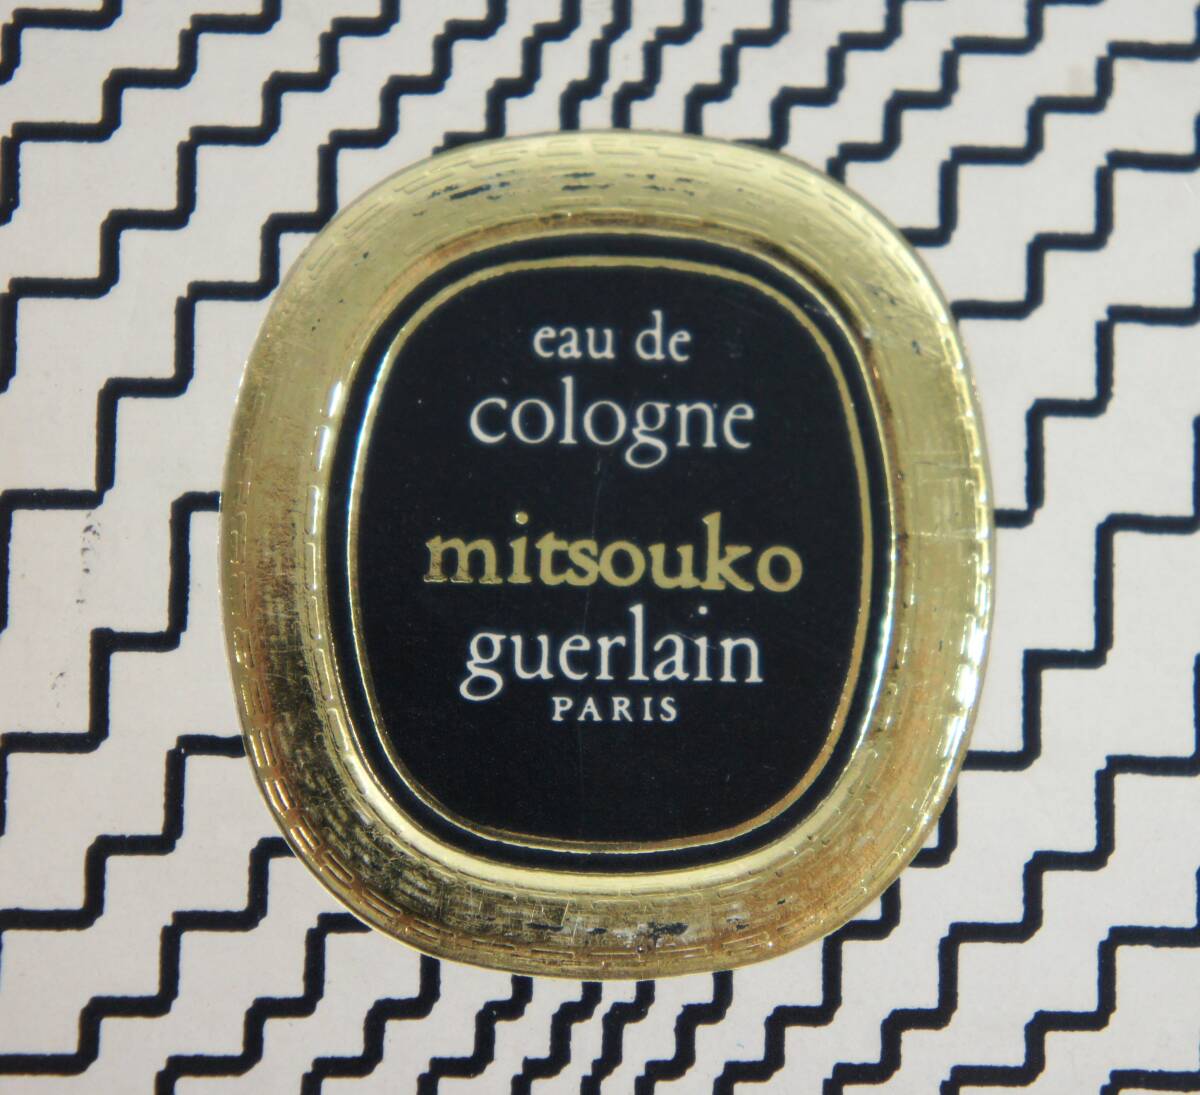 eau de
cologne
mitsouko
guerlain
PARIS